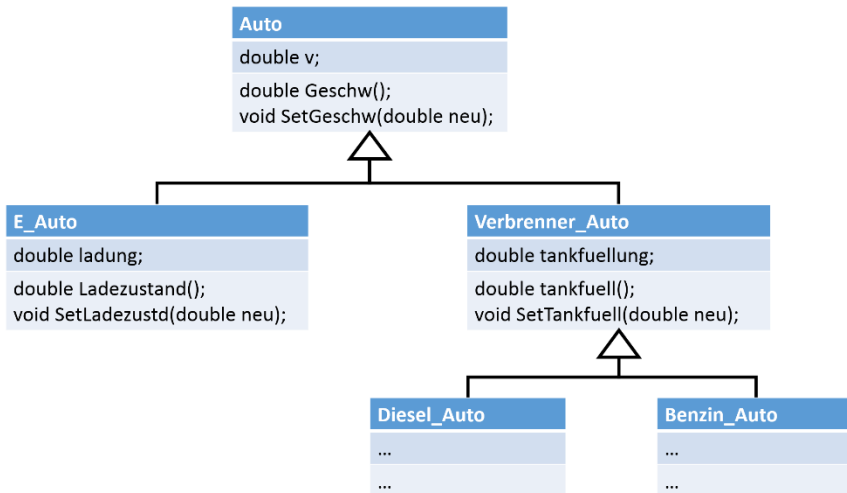 Auto
double v;
double Geschw();
void SetGeschw(double neu);
E_Auto
double ladung;
double Ladezustand();
void SetLadezustd(double neu);
Verbrenner_Auto
double tankfuellung;
double tankfuell();
void SetTankfuell(double neu);
Diesel_Auto
...
...
Benzin_Auto
...
...